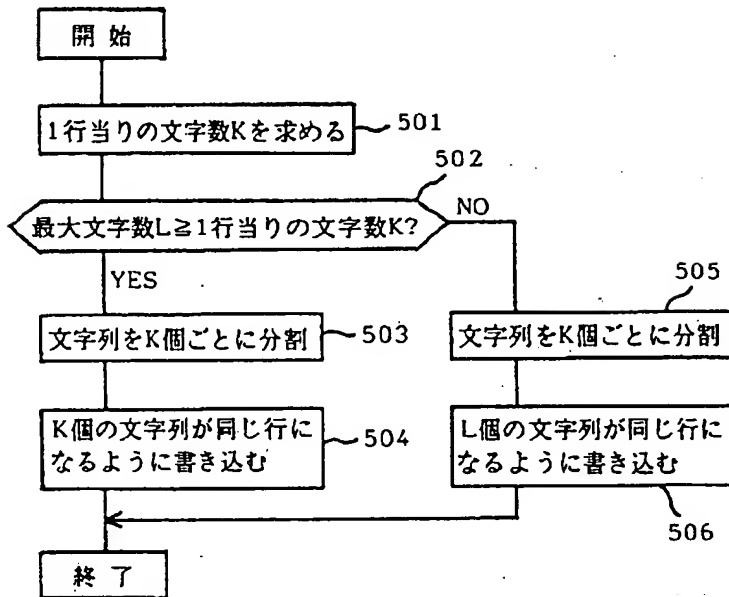 開始
1行当りの文字数Kを求める
501
502
最大文字数L≧1行当りの文字数K?
NO
YES
505
文字列をK個ごとに分割
503
文字列をK個ごとに分割
K個の文字列が同じ行に
なるように書き込む
504
L個の文字列が同じ行に
なるように書き込む
506
終了